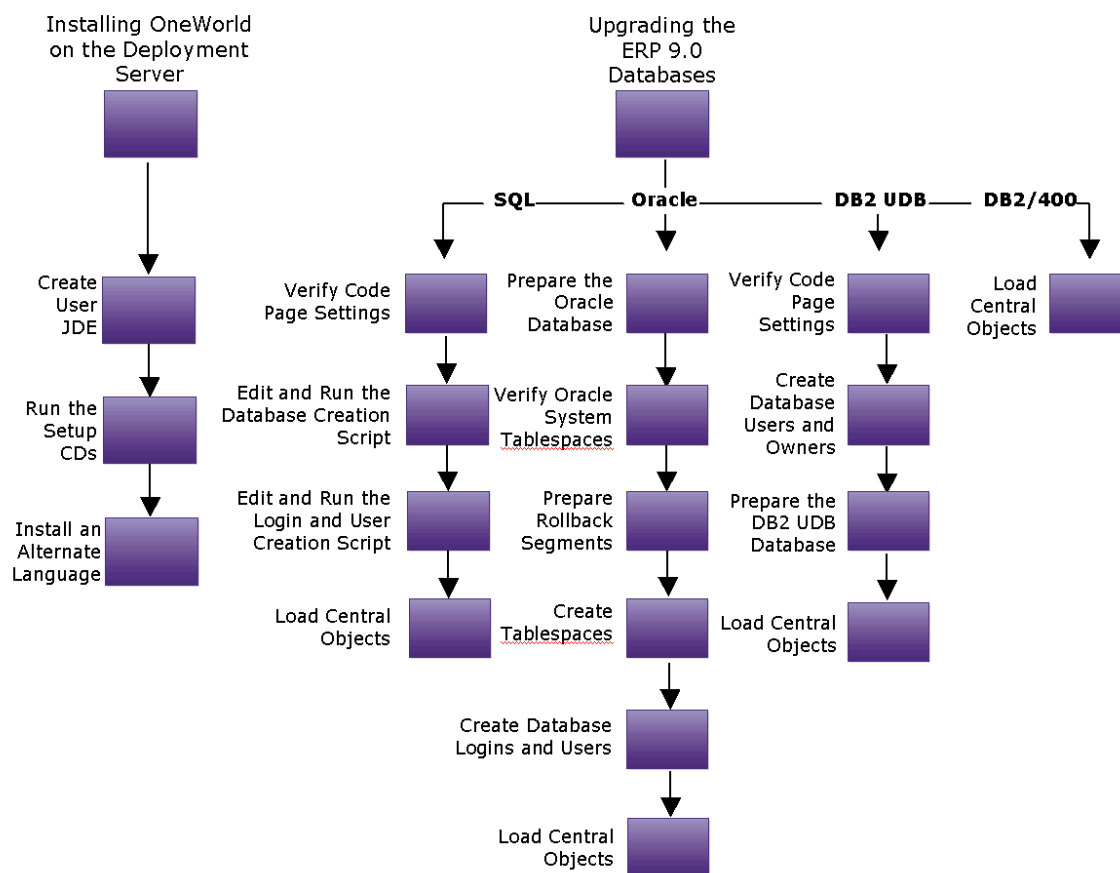 Installing OneWorld
on the Deployment
Server
Create
User
JDE
Run the
Setup
CDs
Install an
Alternate
Language
Upgrading the
ERP 9.0
Databases
SQL
Oracle
DB2 UDB
DB2/400
Verify Code
Page Settings
Edit and Run the
Database Creation
Script
Edit and Run the
Login and User
Creation Script
Load Central
Objects
Prepare the
Oracle
Database
Verify Oracle
System
Tablespaces
Prepare
Rollback
Segments
Create
Tablespaces
Create Database
Logins and Users
Load Central
Objects
Verify Code
Page
Settings
Create
Database
Users and
Owners
Prepare the
DB2 UDB
Database
Load Central
Objects
Load
Central
Objects